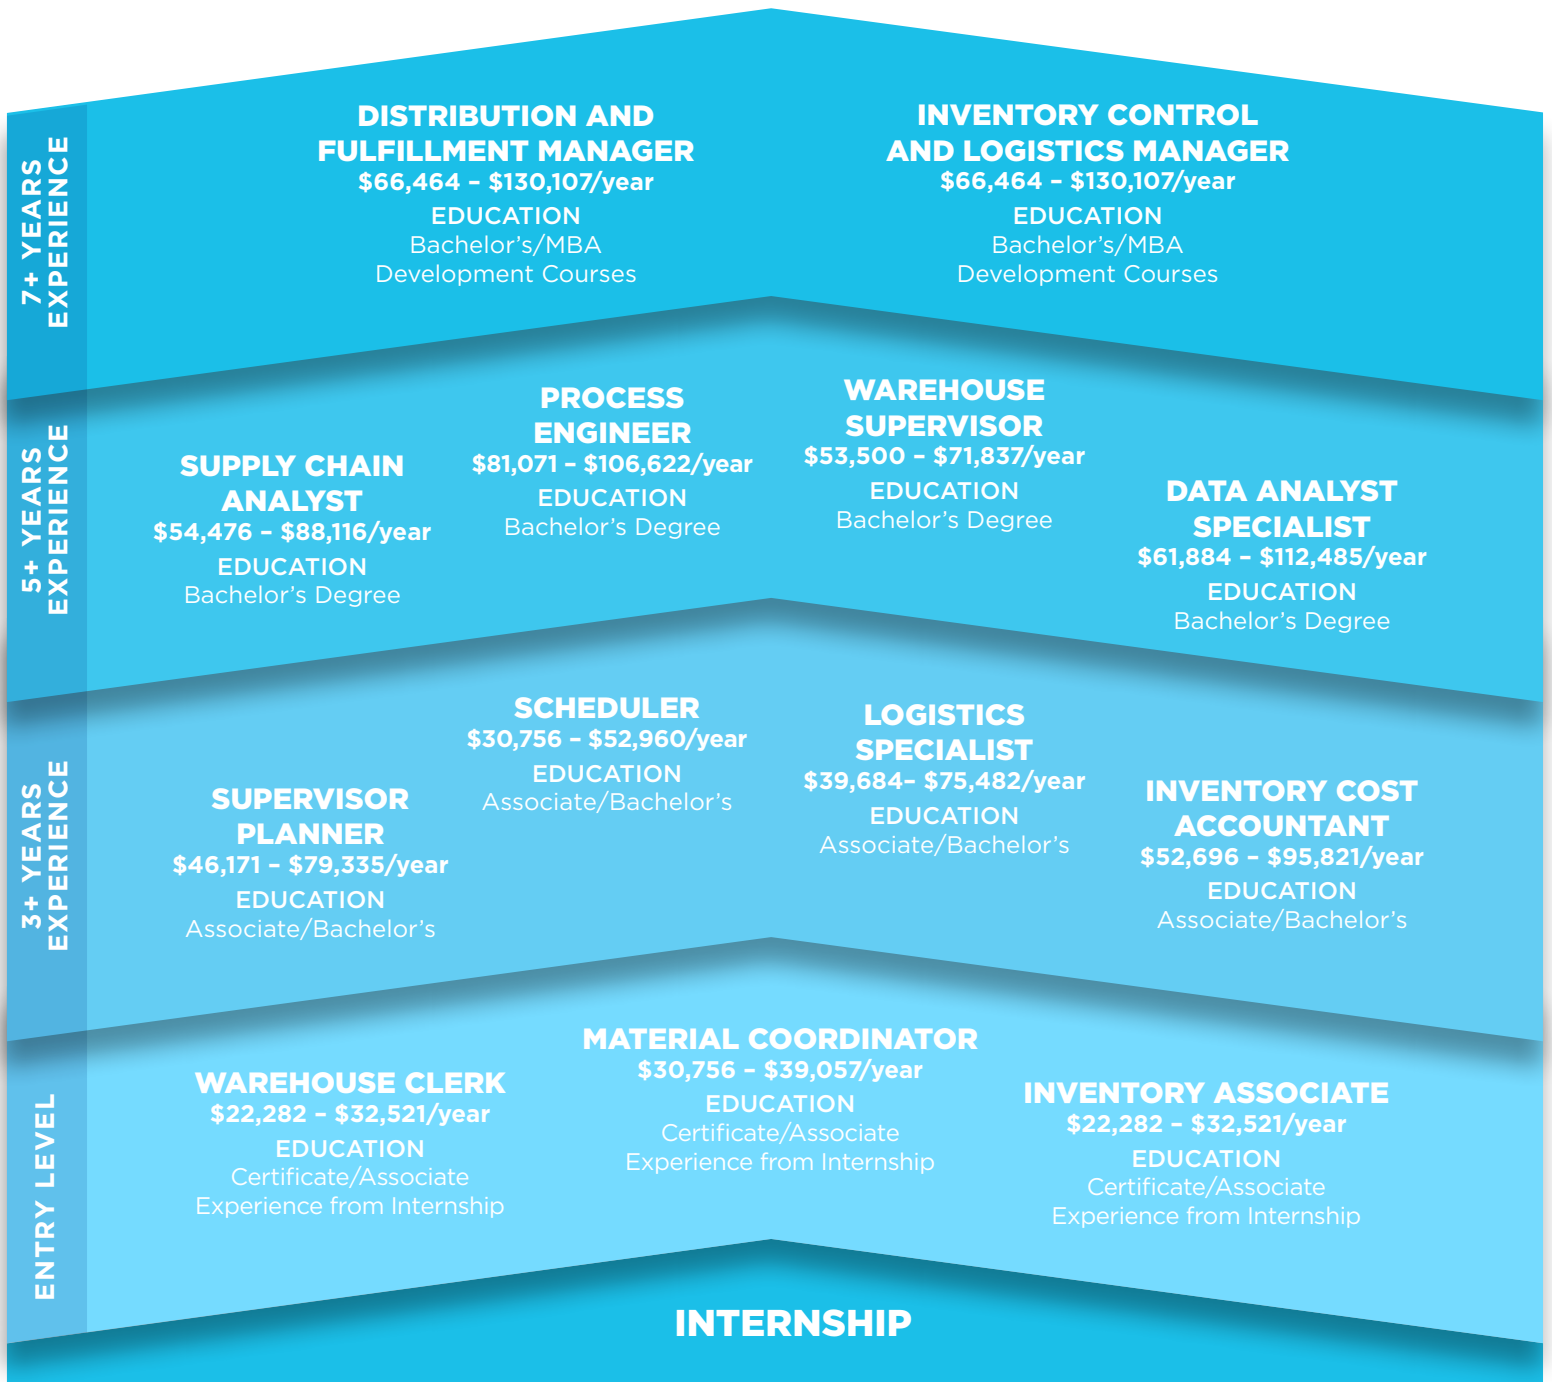 7+ YEARS
EXPERIENCE
DISTRIBUTION AND
FULFILLMENT MANAGER
$66,464 – $130,107/year
EDUCATION
Bachelor’s/MBA
Development Courses
INVENTORY CONTROL
AND LOGISTICS MANAGER
$66,464 – $130,107/year
EDUCATION
Bachelor’s/MBA
Development Courses
5+ YEARS
EXPERIENCE
SUPPLY CHAIN
ANALYST
$54,476 – $88,116/year
EDUCATION
Bachelor’s Degree
PROCESS
ENGINEER
$81,071 – $106,622/year
EDUCATION
Bachelor’s Degree
WAREHOUSE
SUPERVISOR
$53,500 – $71,837/year
EDUCATION
Bachelor’s Degree
DATA ANALYST
SPECIALIST
$61,884 – $112,485/year
EDUCATION
Bachelor’s Degree
3+ YEARS
EXPERIENCE
SUPERVISOR
PLANNER
$46,171 – $79,335/year
EDUCATION
Associate/Bachelor’s
SCHEDULER
$30,756 – $52,960/year
EDUCATION
Associate/Bachelor’s
LOGISTICS
SPECIALIST
$39,684– $75,482/year
EDUCATION
Associate/Bachelor’s
INVENTORY COST
ACCOUNTANT
$52,696 – $95,821/year
EDUCATION
Associate/Bachelor’s
ENTRY LEVEL
WAREHOUSE CLERK
$22,282 – $32,521/year
EDUCATION
Certificate/Associate
Experience from Internship
MATERIAL COORDINATOR
$30,756 – $39,057/year
EDUCATION
Certificate/Associate
Experience from Internship
INVENTORY ASSOCIATE
$22,282 – $32,521/year
EDUCATION
Certificate/Associate
Experience from Internship
INTERNSHIP